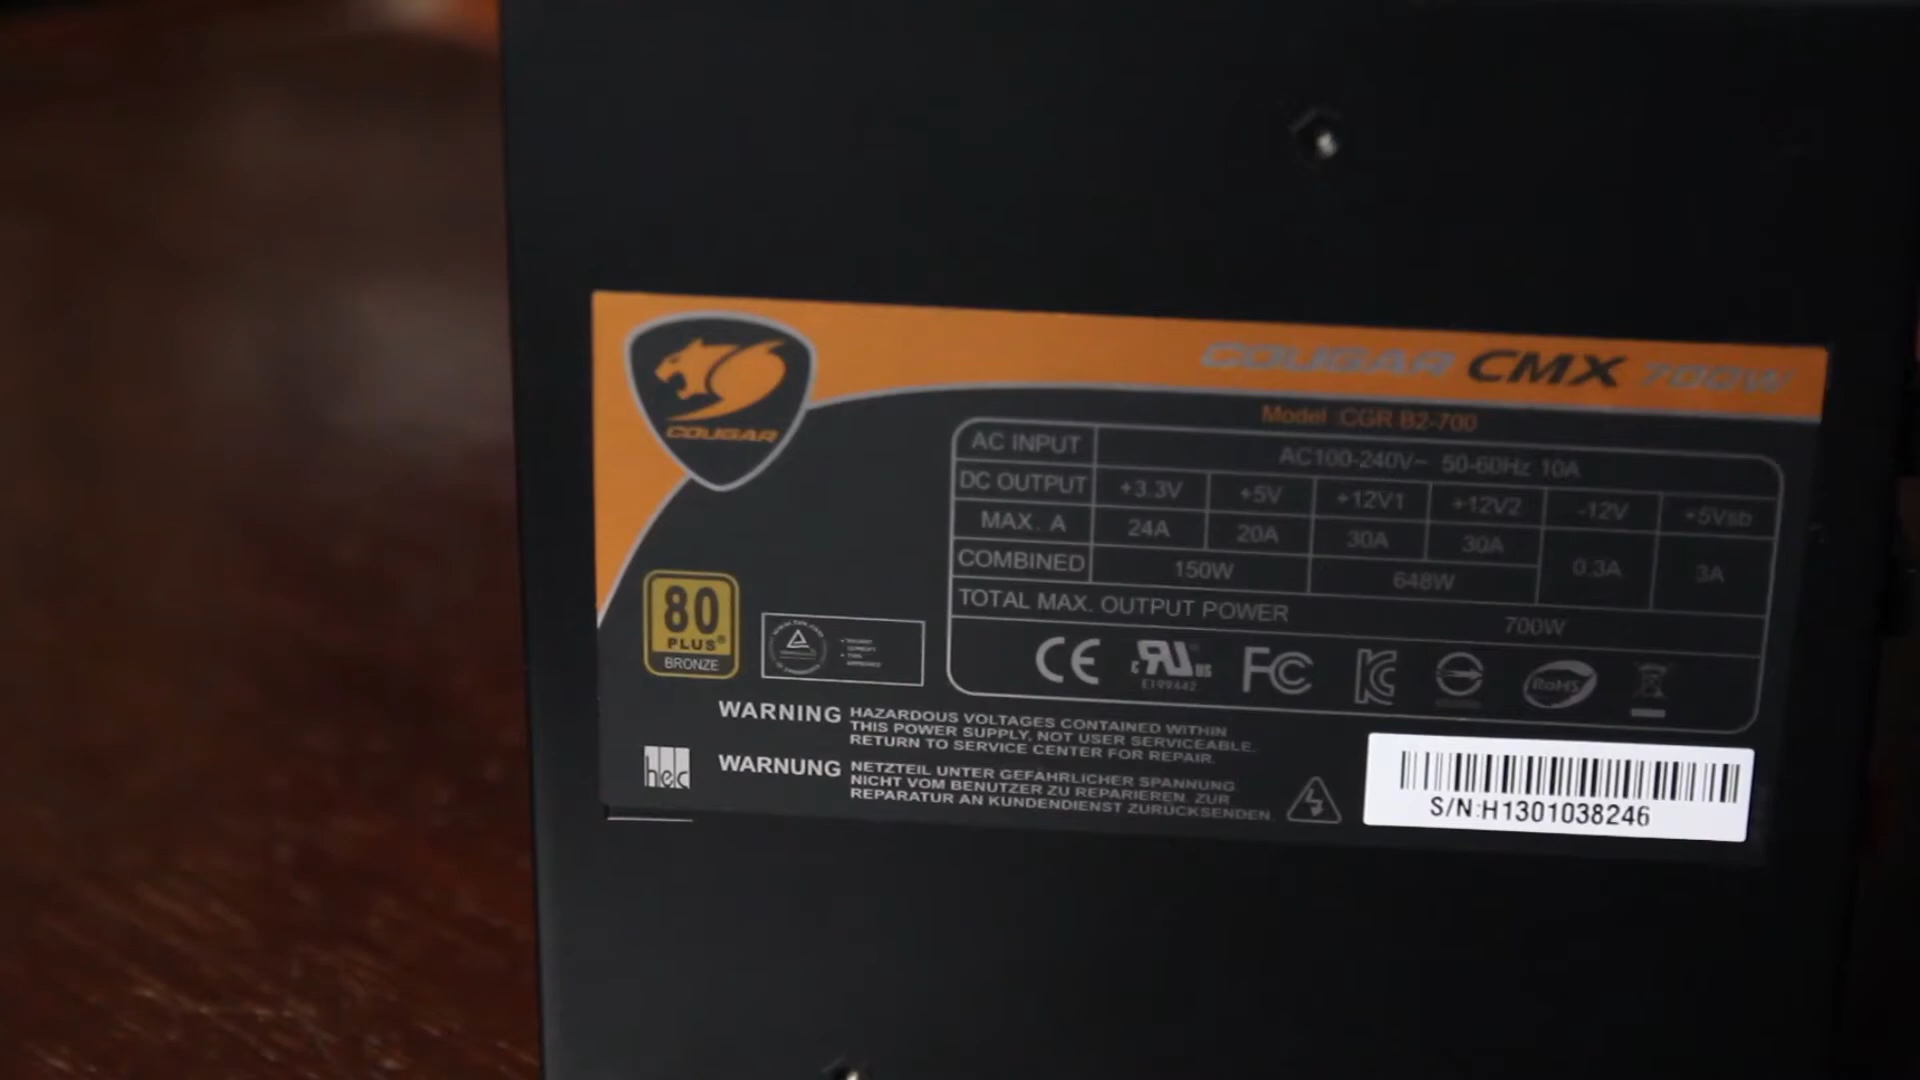 COUGAR CMX 700W
COUGAR
Model :CGR B2-700
AC INPUT AC100-240V~ 50-60Hz 10A
DC OUTPUT +3.3V +5V +12V1 +12V2 -12V +5Vsb
MAX. A 24A 20A 30A 30A 0.3A 3A
COMBINED 150W 648W
TOTAL MAX. OUTPUT POWER 700W
80
PLUS®
BRONZE
CE c RU US FC KC RoHS
E199442
WARNING HAZARDOUS VOLTAGES CONTAINED WITHIN
THIS POWER SUPPLY, NOT USER SERVICEABLE.
RETURN TO SERVICE CENTER FOR REPAIR.
hec
WARNUNG NETZTEIL UNTER GEFÄHRLICHER SPANNUNG
NICHT VOM BENUTZER ZU REPARIEREN. ZUR
REPARATUR AN KUNDENDIENST ZURÜCKSENDEN.
S/N:H1301038246